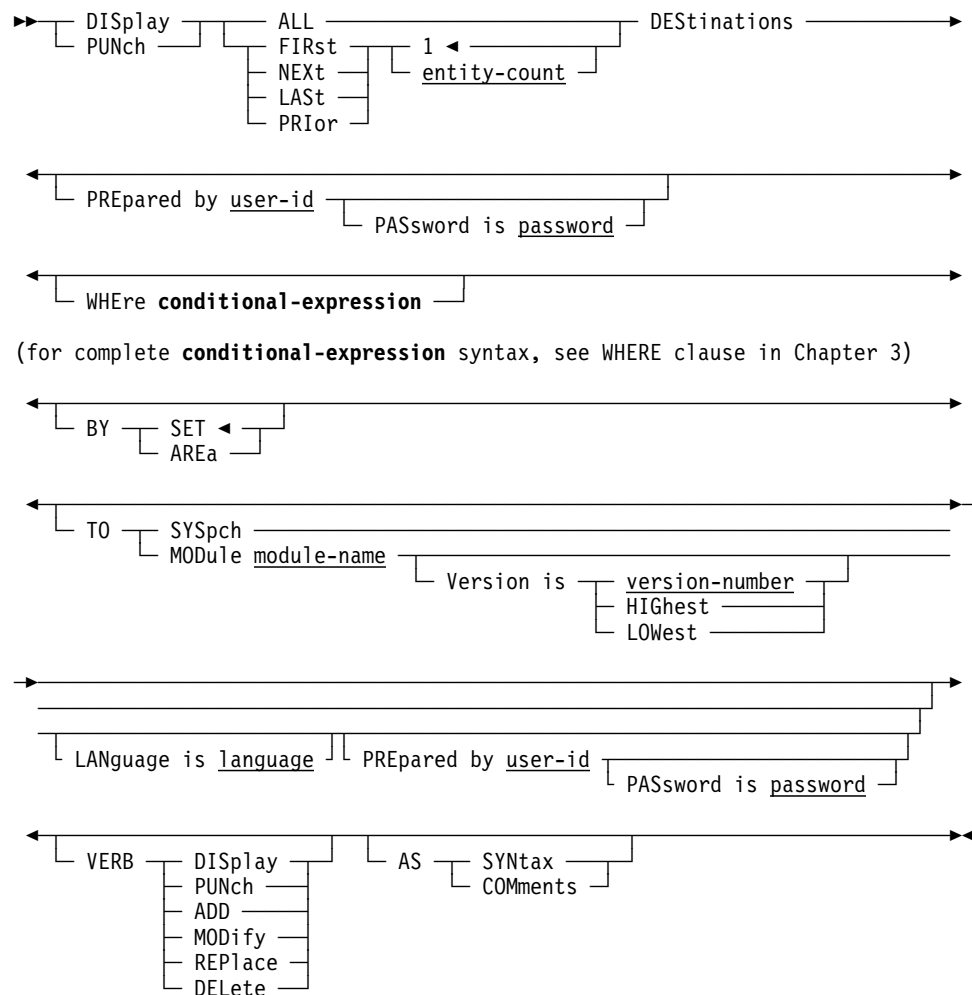 DISplay ALL DEStinations
PUNch FIRst 1
NEXt entity-count
LASt
PRIor
PREpared by user-id
PASsword is password
WHEre conditional-expression
(for complete conditional-expression syntax, see WHERE clause in Chapter 3)
BY SET
AREa
TO SYSpch
MODule module-name
Version is version-number
HIGhest
LOWest
LANguage is language PREpared by user-id
PASsword is password
VERB DISplay AS SYNtax
PUNch COMments
ADD
MODify
REPlace
DELete